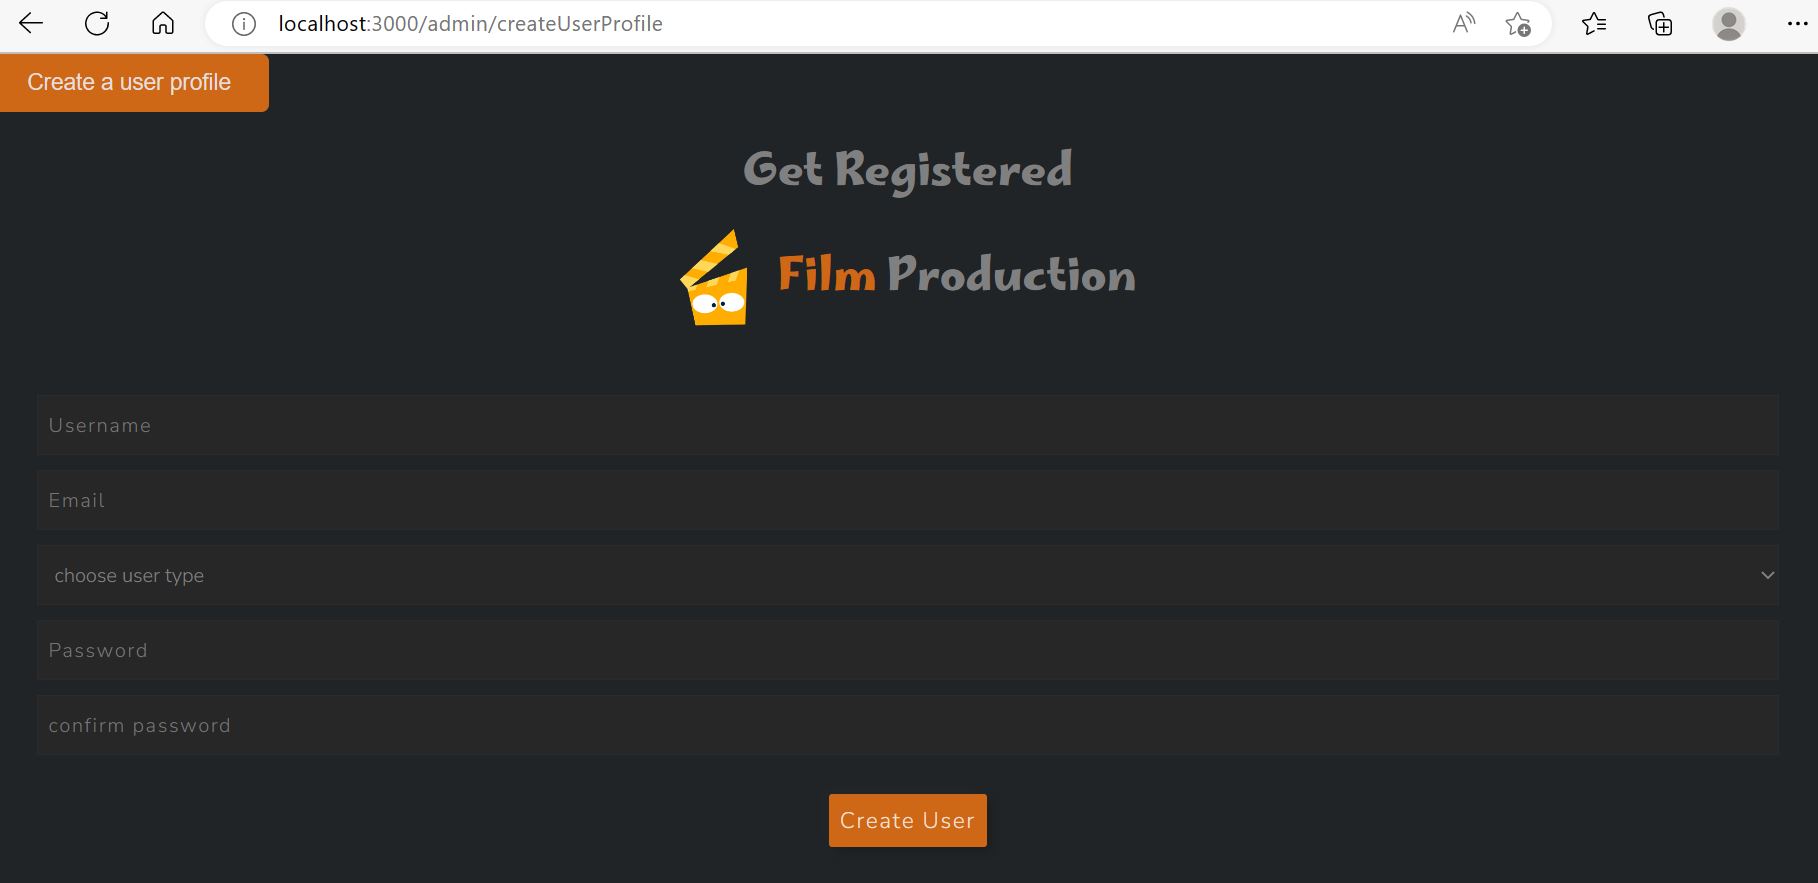 localhost:3000/admin/createUserProfile
Create a user profile
Get Registered
Film Production
Username
Email
choose user type
Password
confirm password
Create User